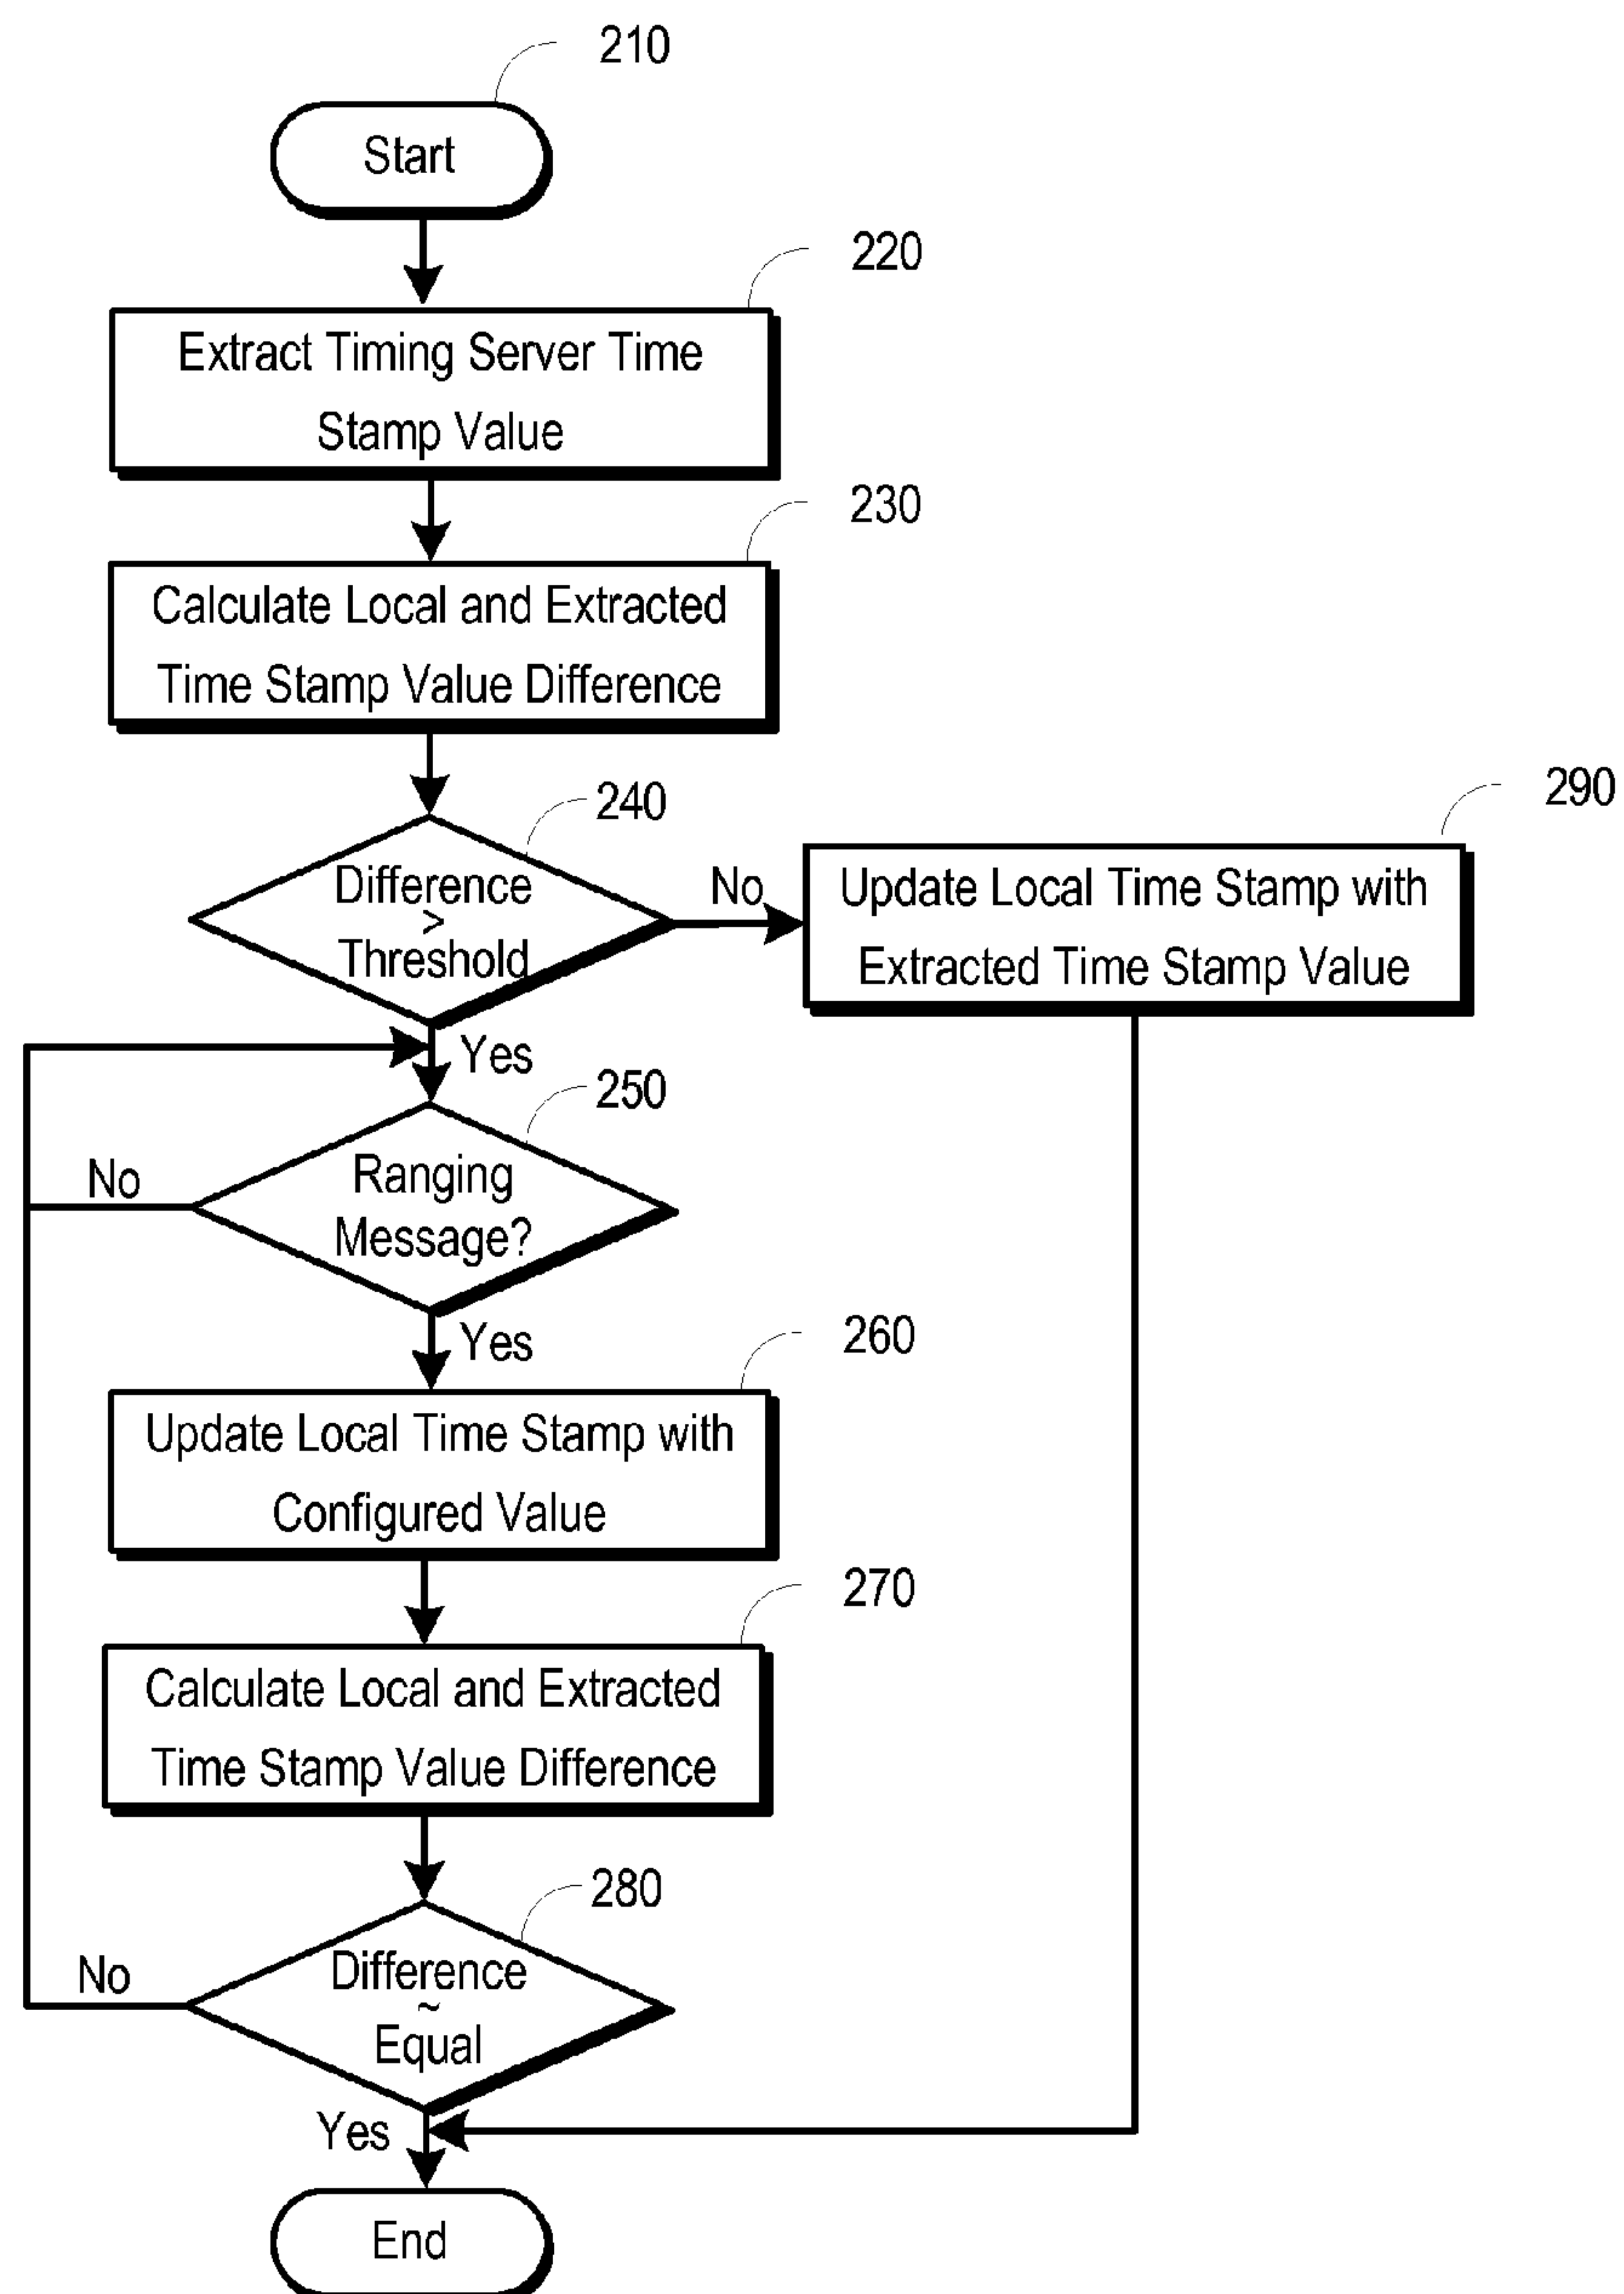 210
Start
220
Extract Timing Server Time
Stamp Value
230
Calculate Local and Extracted
Time Stamp Value Difference
240
Difference
>
Threshold
No
290
Update Local Time Stamp with
Extracted Time Stamp Value
Yes
250
Ranging
Message?
No
Yes
260
Update Local Time Stamp with
Configured Value
270
Calculate Local and Extracted
Time Stamp Value Difference
280
Difference
~
Equal
No
Yes
End